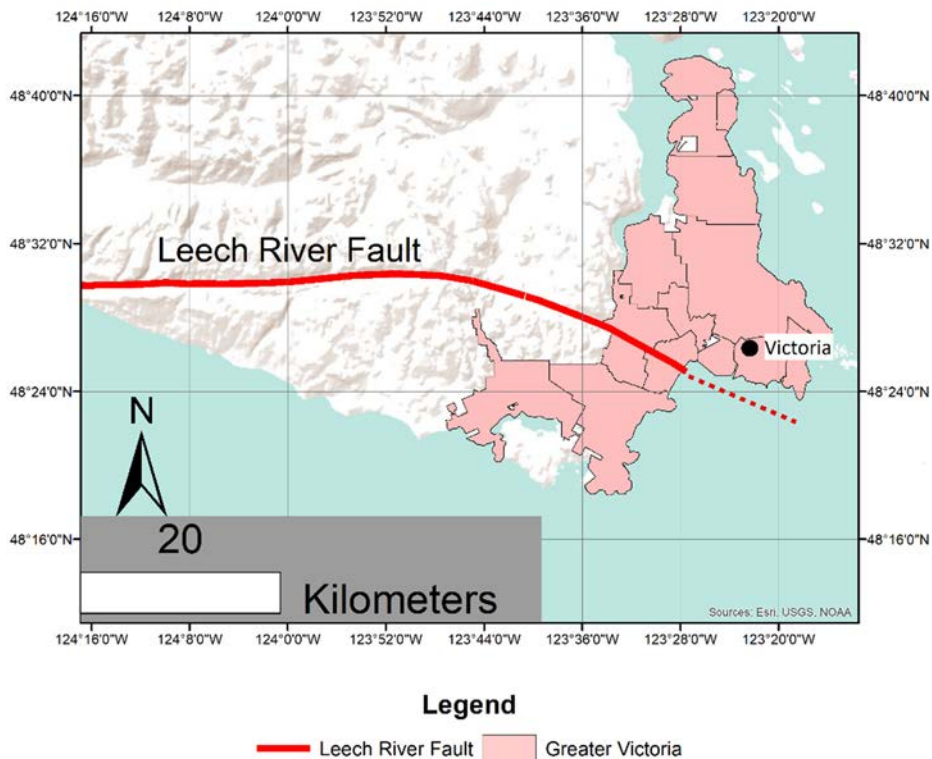 124°16'0"W 124°8'0"W 124°0'0"W 123°52'0"W 123°44'0"W 123°36'0"W 123°28'0"W 123°20'0"W
48°40'0"N 48°40'0"N
48°32'0"N 48°32'0"N
Leech River Fault
Victoria
48°24'0"N 48°24'0"N
N
20
48°16'0"N 48°16'0"N
Kilometers
Sources: Esri, USGS, NOAA
124°16'0"W 124°8'0"W 124°0'0"W 123°52'0"W 123°44'0"W 123°36'0"W 123°28'0"W 123°20'0"W
Legend
Leech River Fault Greater Victoria